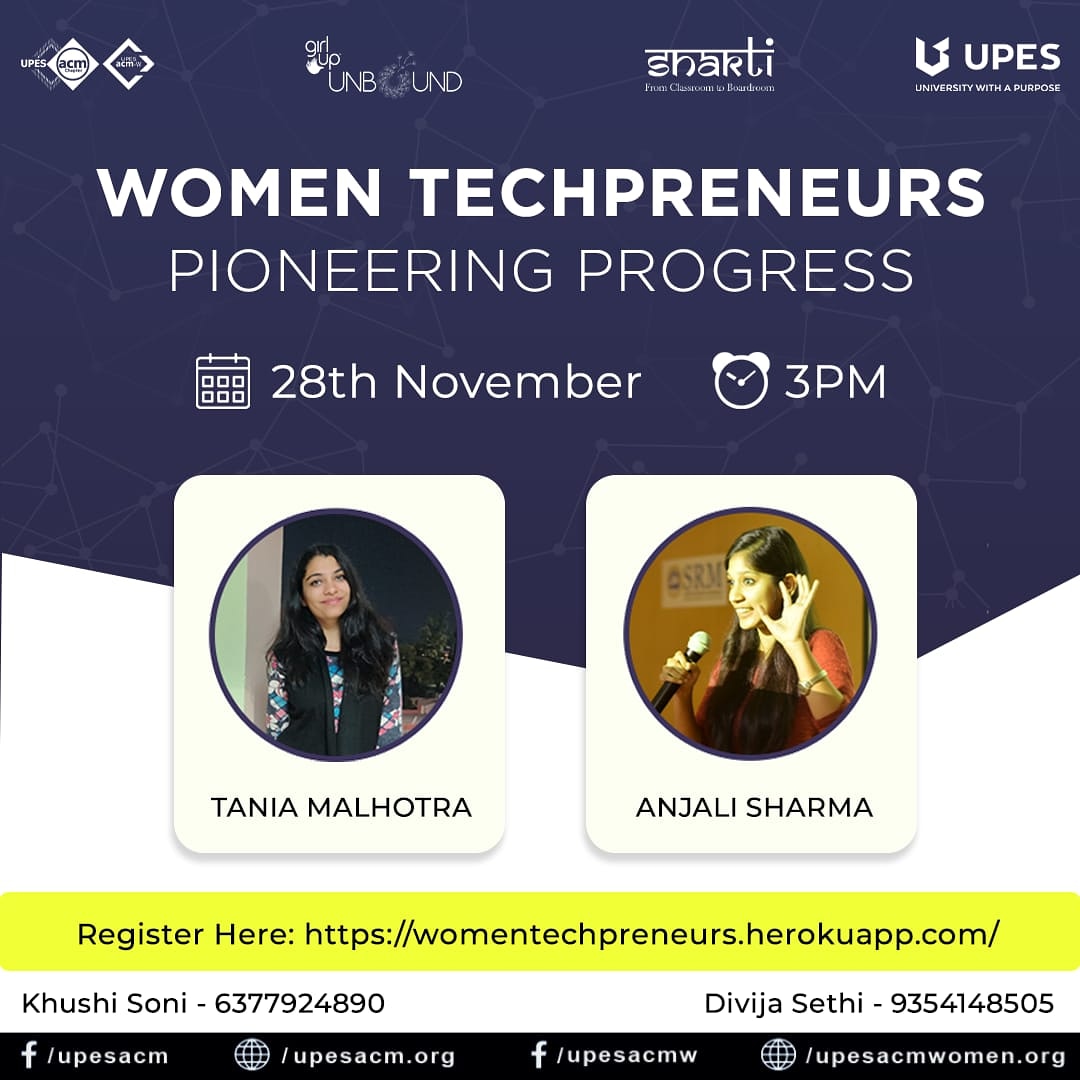 UPES acm Chapter
UPES acm-w
girl up
UNBOUND
Shakti
From Classroom to Boardroom
UPES
UNIVERSITY WITH A PURPOSE
WOMEN TECHPRENEURS
PIONEERING PROGRESS
28th November
3PM
SRM
TANIA MALHOTRA
ANJALI SHARMA
Register Here: https://womentechpreneurs.herokuapp.com/
Khushi Soni - 6377924890
Divija Sethi - 9354148505
/upesacm
/upesacm.org
/upesacmw
/upesacmwomen.org